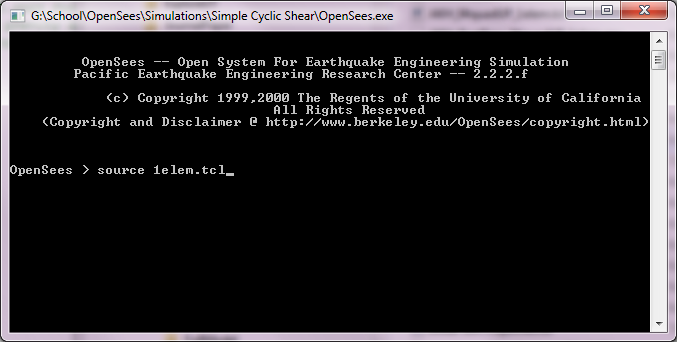 G:\School\OpenSees\Simulations\Simple Cyclic Shear\OpenSees.exe
OpenSees -- Open System For Earthquake Engineering Simulation
Pacific Earthquake Engineering Research Center -- 2.2.2.f
(c) Copyright 1999,2000 The Regents of the University of California
All Rights Reserved
(Copyright and Disclaimer @ http://www.berkeley.edu/OpenSees/copyright.html)
OpenSees > source 1elem.tcl_